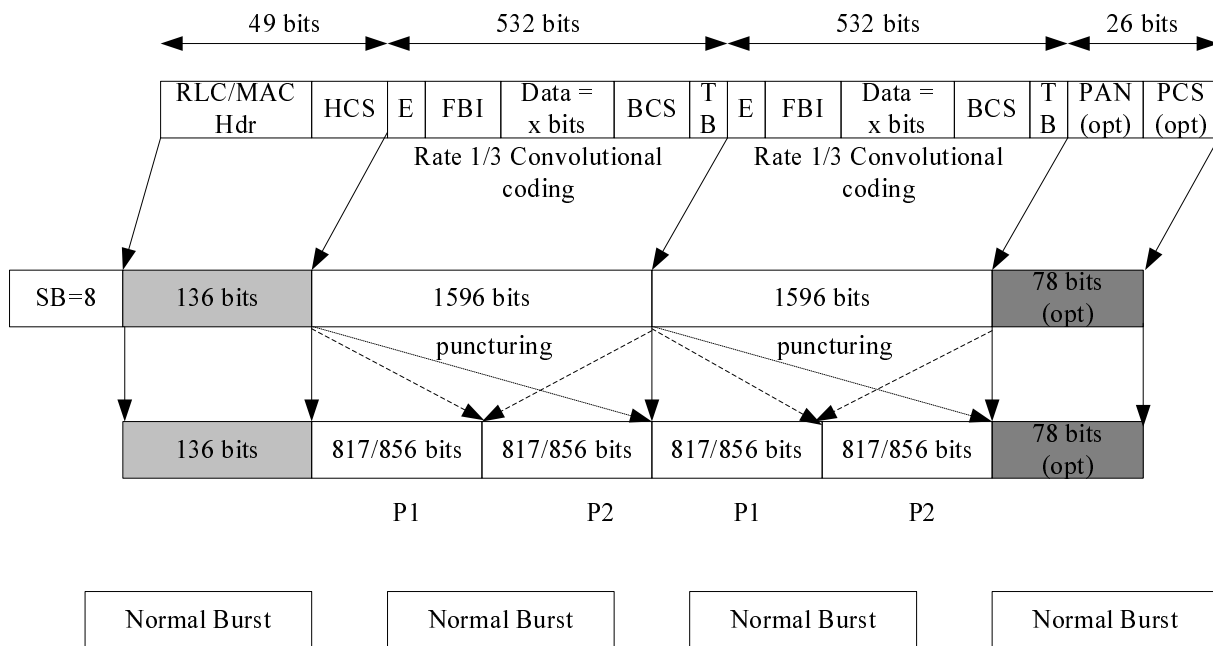 49 bits
532 bits
532 bits
26 bits
RLC/MAC
Hdr
HCS
E
FBI
Data =
x bits
BCS
T
B
E
FBI
Data =
x bits
BCS
T
B
PAN
(opt)
PCS
(opt)
Rate 1/3 Convolutional
coding
Rate 1/3 Convolutional
coding
SB=8
136 bits
1596 bits
1596 bits
78 bits
(opt)
puncturing
puncturing
136 bits
817/856 bits
817/856 bits
817/856 bits
817/856 bits
78 bits
(opt)
P1
P2
P1
P2
Normal Burst
Normal Burst
Normal Burst
Normal Burst